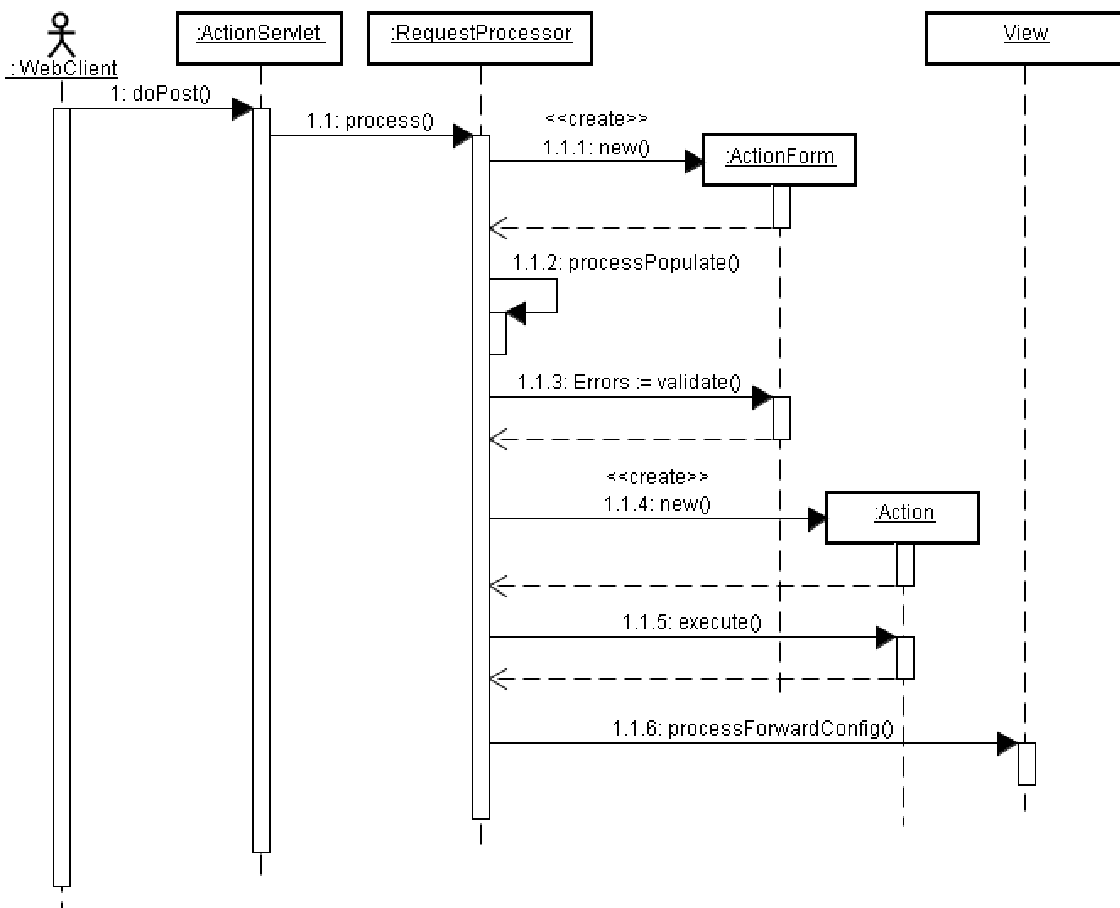 :ActionServlet
:RequestProcessor
View
:WebClient
1: doPost()
1.1: process()
<<create>>
1.1.1: new()
:ActionForm
1.1.2: processPopulate()
1.1.3: Errors := validate()
<<create>>
1.1.4: new()
:Action
1.1.5: execute()
1.1.6: processForwardConfig()